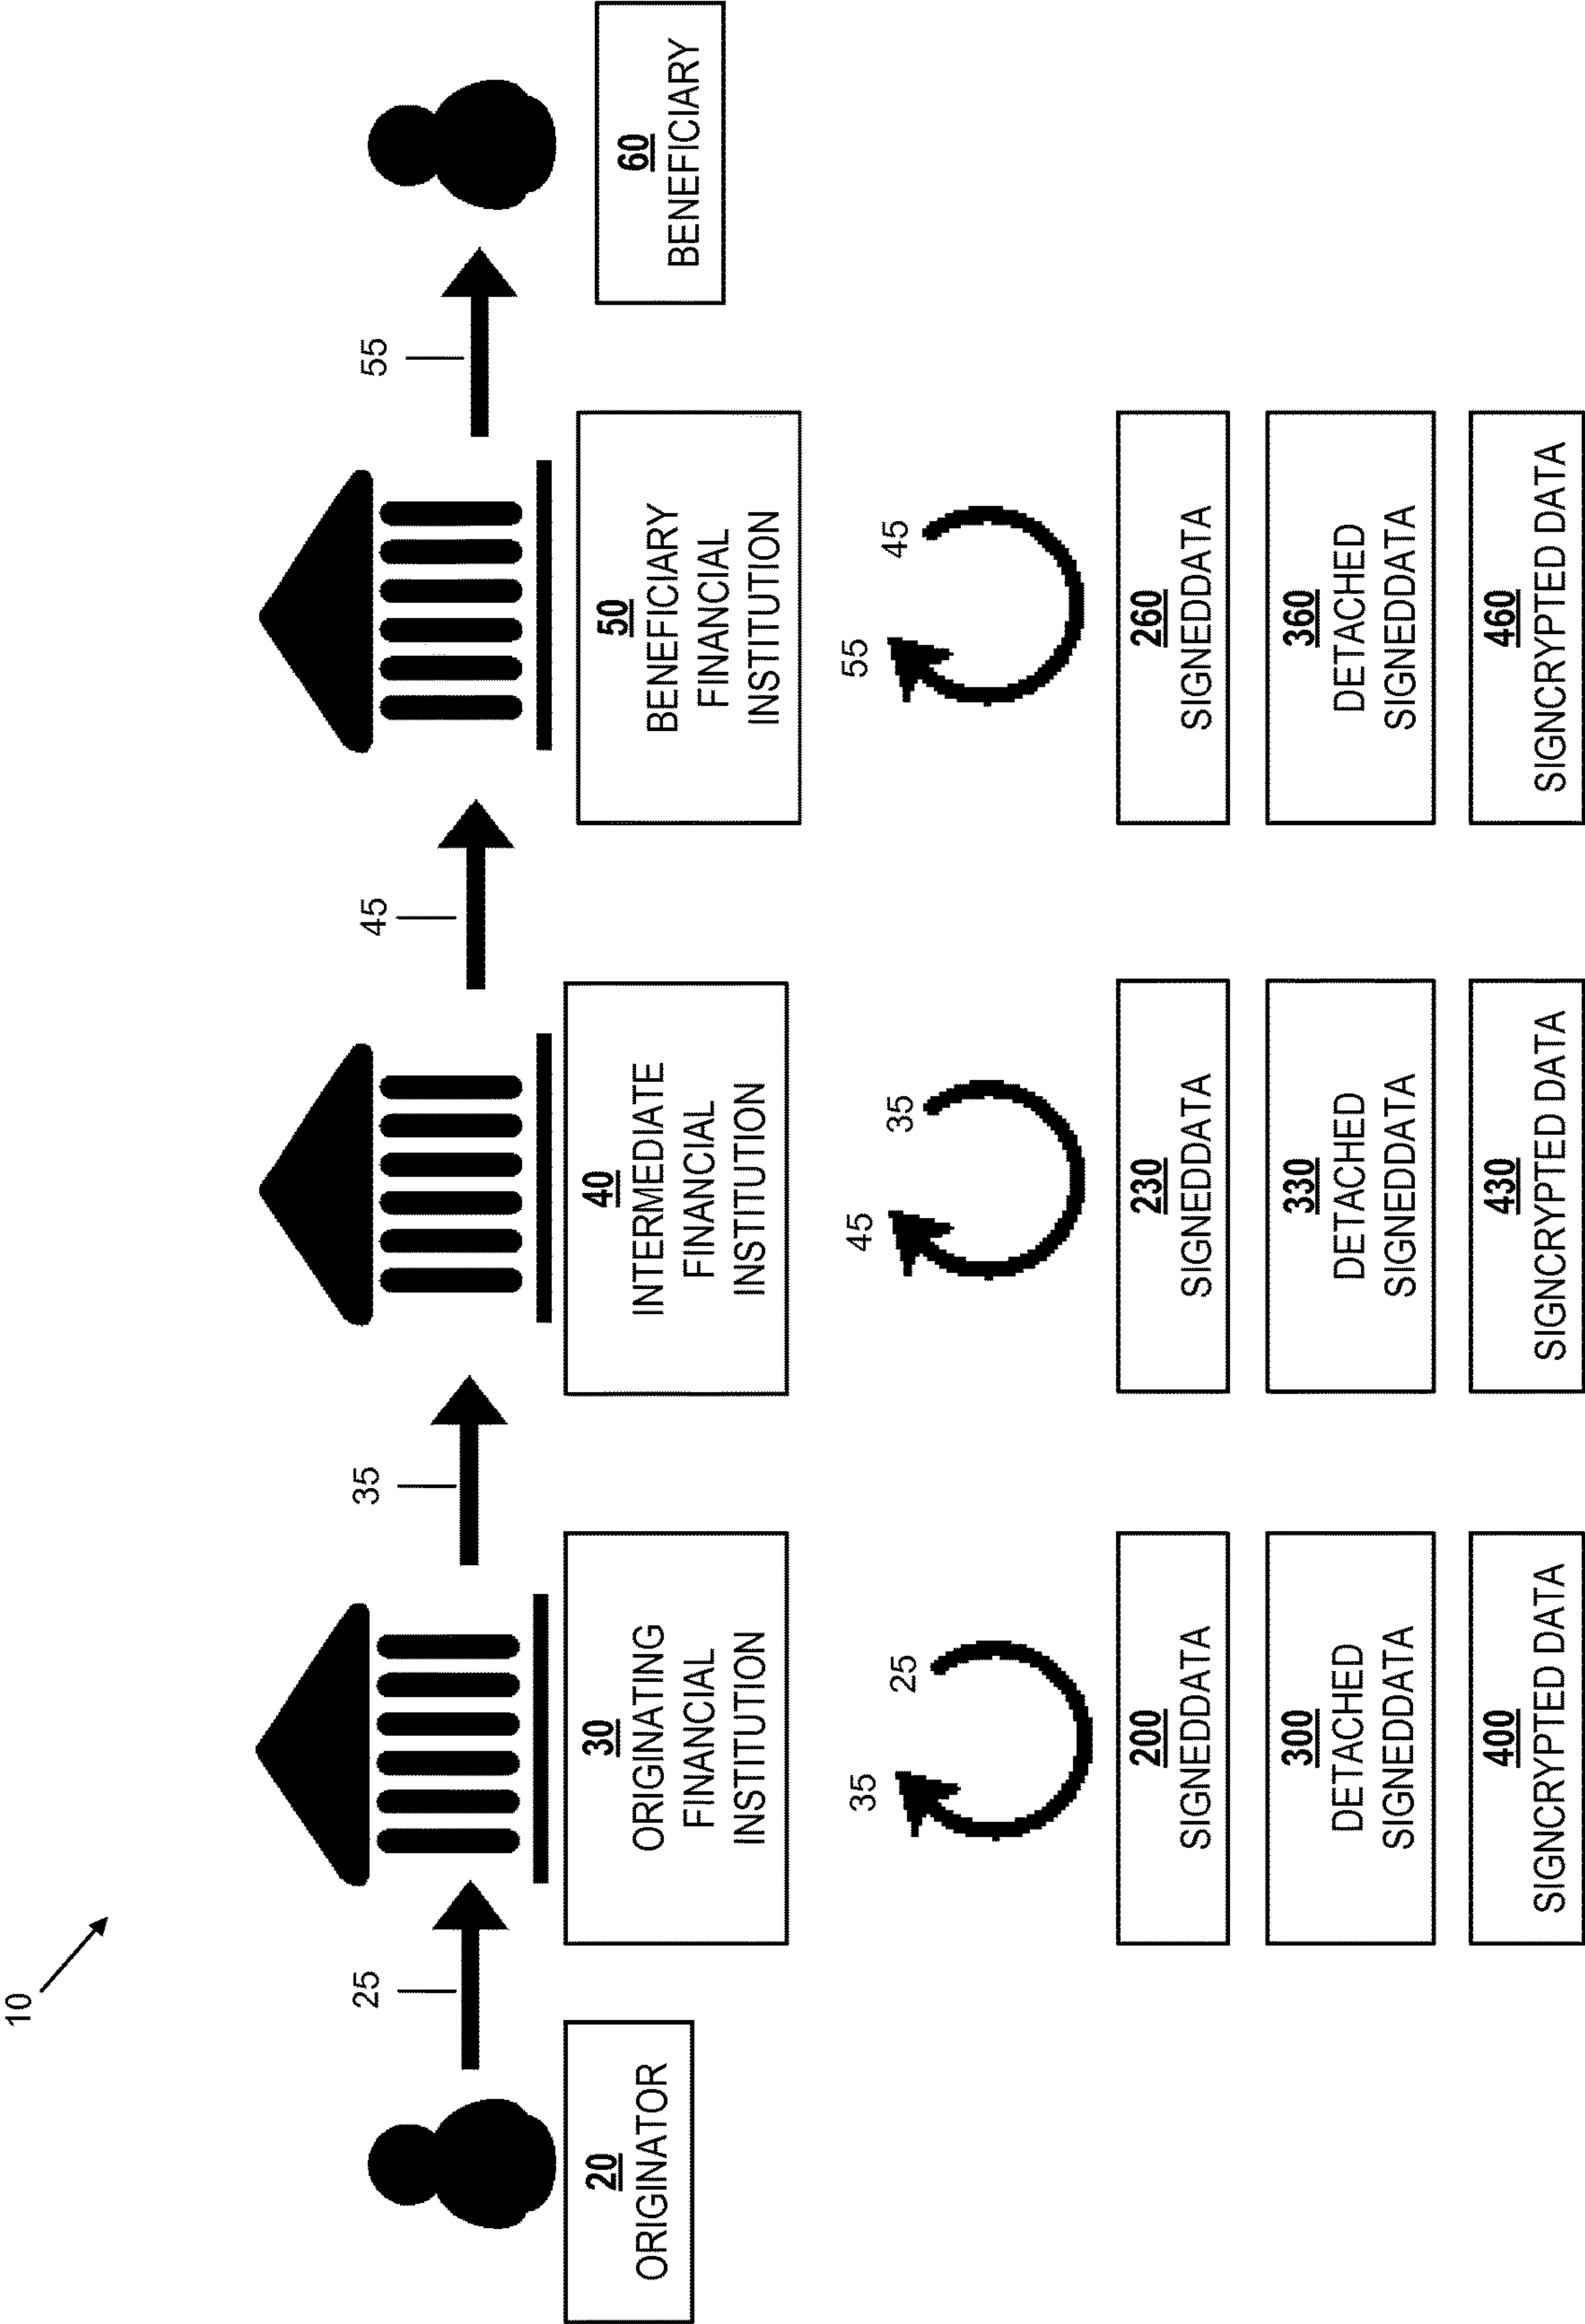 10
25
35
45
55
20
ORIGINATOR
30
ORIGINATING
FINANCIAL
INSTITUTION
40
INTERMEDIATE
FINANCIAL
INSTITUTION
50
BENEFICIARY
FINANCIAL
INSTITUTION
60
BENEFICIARY
35
25
45
35
55
45
200
SIGNEDDATA
230
SIGNEDDATA
260
SIGNEDDATA
300
DETACHED
SIGNEDDATA
330
DETACHED
SIGNEDDATA
360
DETACHED
SIGNEDDATA
400
SIGNCRYPTED DATA
430
SIGNCRYPTED DATA
460
SIGNCRYPTED DATA